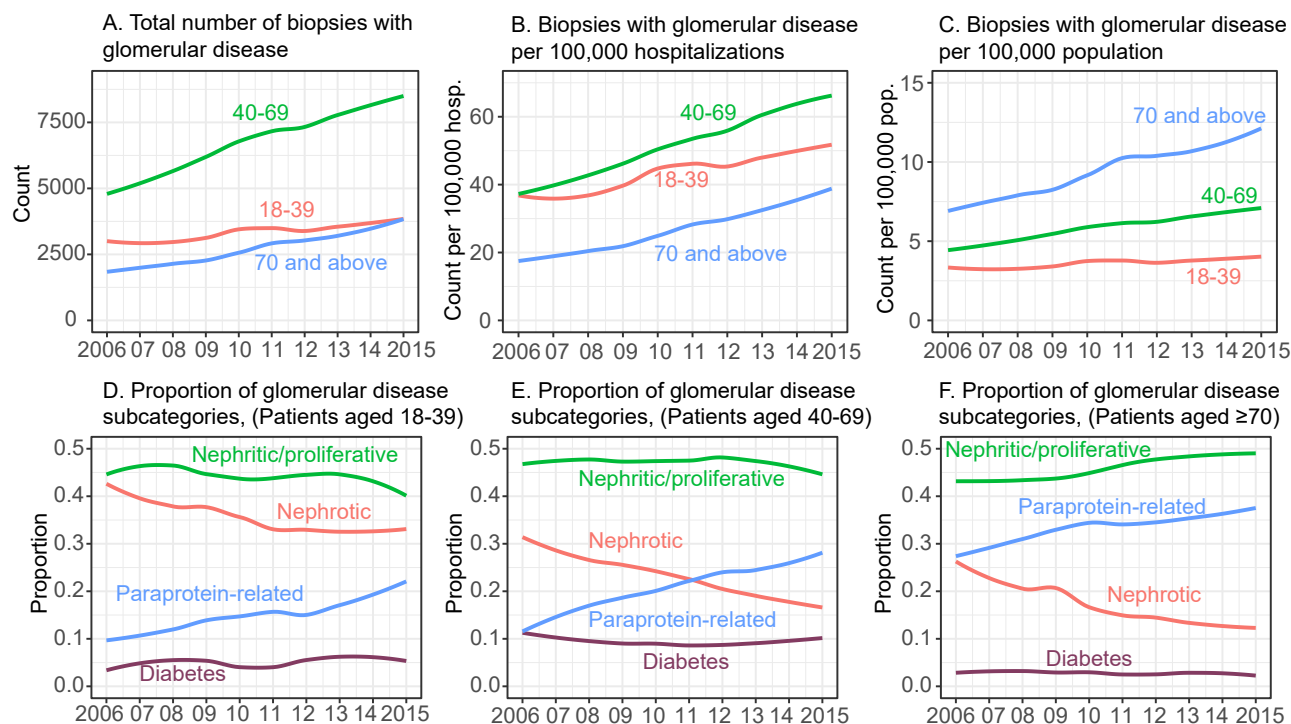 A. Total number of biopsies with
glomerular disease
Count
7500
5000
2500
0
40-69
18-39
70 and above
2006 07 08 09 10 11 12 13 14 2015
B. Biopsies with glomerular disease
per 100,000 hospitalizations
Count per 100,000 hosp.
60
40
20
0
40-69
18-39
70 and above
2006 07 08 09 10 11 12 13 14 2015
C. Biopsies with glomerular disease
per 100,000 population
Count per 100,000 pop.
15
10
5
0
70 and above
40-69
18-39
2006 07 08 09 10 11 12 13 14 2015
D. Proportion of glomerular disease
subcategories, (Patients aged 18-39)
Proportion
0.5
0.4
0.3
0.2
0.1
0.0
Nephritic/proliferative
Nephrotic
Paraprotein-related
Diabetes
2006 07 08 09 10 11 12 13 14 2015
E. Proportion of glomerular disease
subcategories, (Patients aged 40-69)
Proportion
0.5
0.4
0.3
0.2
0.1
0.0
Nephritic/proliferative
Nephrotic
Paraprotein-related
Diabetes
2006 07 08 09 10 11 12 13 14 2015
F. Proportion of glomerular disease
subcategories, (Patients aged ≥70)
Proportion
0.5
0.4
0.3
0.2
0.1
0.0
Nephritic/proliferative
Paraprotein-related
Nephrotic
Diabetes
2006 07 08 09 10 11 12 13 14 2015